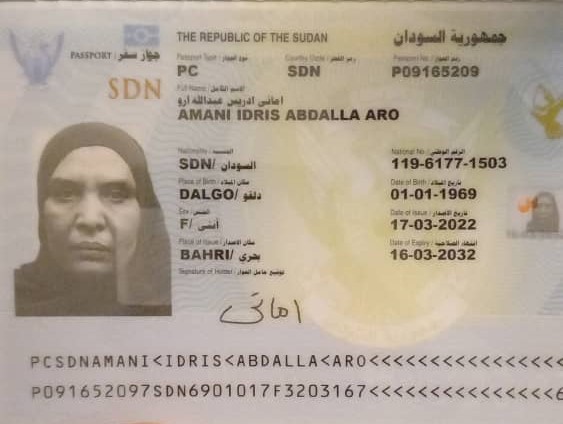 THE REPUBLIC OF THE SUDAN جمهورية السودان
PASSPORT / جواز سفر
Passport Type / نوع الجواز Country Code / رمز القطر Passport No. / رقم الجواز
PC SDN P09165209
SDN
Full Name / الاسم الكامل
اماني ادريس عبدالله ارو
AMANI IDRIS ABDALLA ARO
Nationality / الجنسية National No / الرقم الوطني
SDN/ السودان 119-6177-1503
Place of Birth / مكان الميلاد Date of Birth / تاريخ الميلاد
DALGO/ دلقو 01-01-1969
Sex / الجنس Date of Issue / تاريخ الاصدار
F/ أنثى 17-03-2022
Place of Issue / مكان الاصدار Date of Expiry / انتهاء الصلاحية
BAHRI/ بحري 16-03-2032
Signature of Holder / توقيع حامل الجواز
اماني
PCSDNAMANI<IDRIS<ABDALLA<ARO<<<<<<<<<<<<<<<<
P091652097SDN6901017F3203167<<<<<<<<<<<<<<6